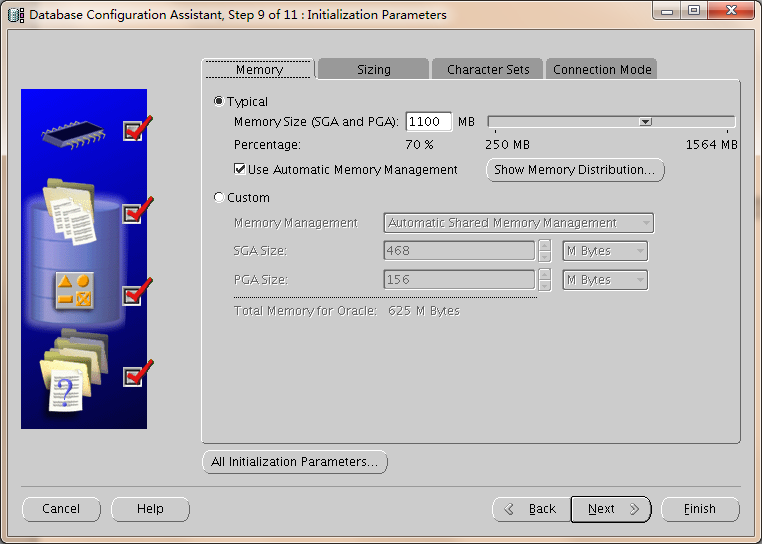 Database Configuration Assistant, Step 9 of 11 : Initialization Parameters
Memory Sizing Character Sets Connection Mode
Typical
Memory Size (SGA and PGA): 1100 MB
Percentage: 70 % 250 MB 1564 MB
Use Automatic Memory Management Show Memory Distribution...
Custom
Memory Management Automatic Shared Memory Management
SGA Size: 468 M Bytes
PGA Size: 156 M Bytes
Total Memory for Oracle: 625 M Bytes
?
All Initialization Parameters...
Cancel Help Back Next Finish